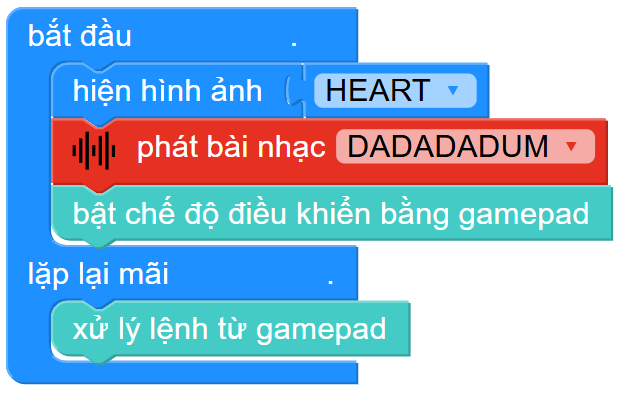 bắt đầu .
hiện hình ảnh HEART
phát bài nhạc DADADADUM
bật chế độ điều khiển bằng gamepad
lặp lại mãi .
xử lý lệnh từ gamepad